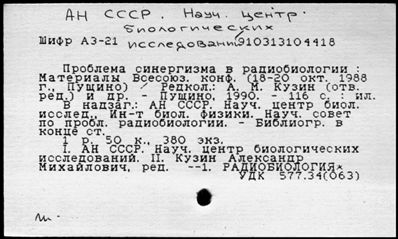 АН СССР. Науч. центр
биологических
исследований
Шифр АЗ-21 910313104418
Проблема синергизма в радиобиологии :
Материалы Всесоюз. конф. (18-20 окт. 1988
г., Пущино) / Редкол.: А. М. Кузин (отв.
ред.) и др. - Пущино, 1990. - 116 с. : ил.
В надзаг.: АН СССР. Науч. центр биол.
исслед., Ин-т биол. физики. Науч. совет
по пробл. радиобиологии. - Библиогр. в
конце ст.
1 р. 50 к., 380 экз.
I. АН СССР. Науч. центр биологических
исследований. II. Кузин Александр
Михайлович, ред. --1. РАДИОБИОЛОГИЯ*
УДК 577.34(063)